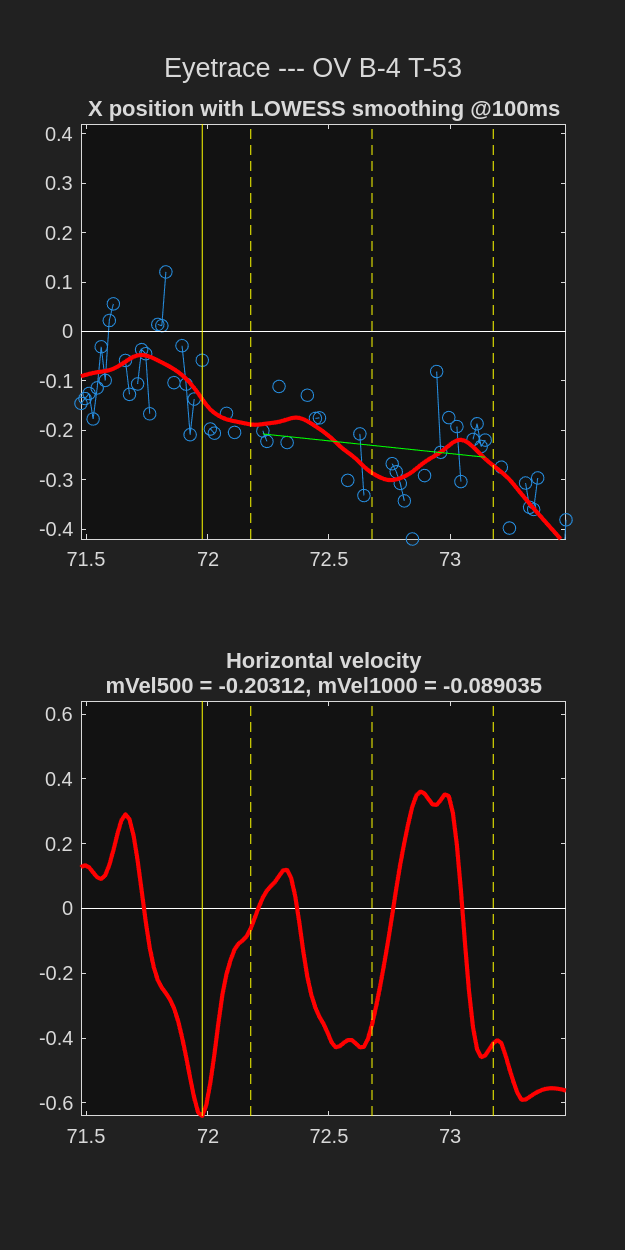 Eyetrace --- OV B-4 T-53
X position with LOWESS smoothing @100ms
0.4
0.3
0.2
0.1
0
-0.1
-0.2
-0.3
-0.4
71.5 72 72.5 73
Horizontal velocity
mVel500 = -0.20312, mVel1000 = -0.089035
0.6
0.4
0.2
0
-0.2
-0.4
-0.6
71.5 72 72.5 73